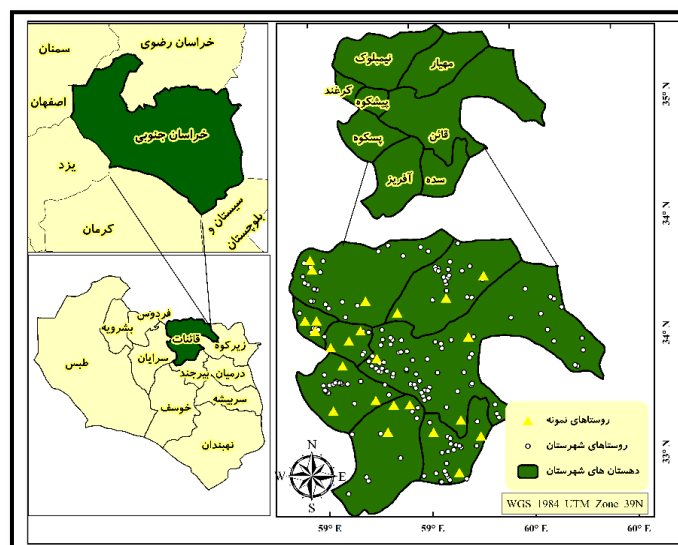 سمنان
خراسان رضوی
اصفهان
خراسان جنوبی
یزد
کرمان
سیستان و
بلوچستان
نیمبلوک
مهیار
کرغند
پیشکوه
قائن
پسکوه
آفریز
سده
35° N
34° N
فردوس
بشرویه
قائنات
زیرکوه
طبس
سرایان
بیرجند
درمیان
خوسف
سربیشه
نهبندان
34° N
33° N
روستاهای نمونه
روستاهای شهرستان
دهستان های شهرستان
N
W
E
S
WGS 1984 UTM Zone 39N
59° E
59° E
60° E
60° E